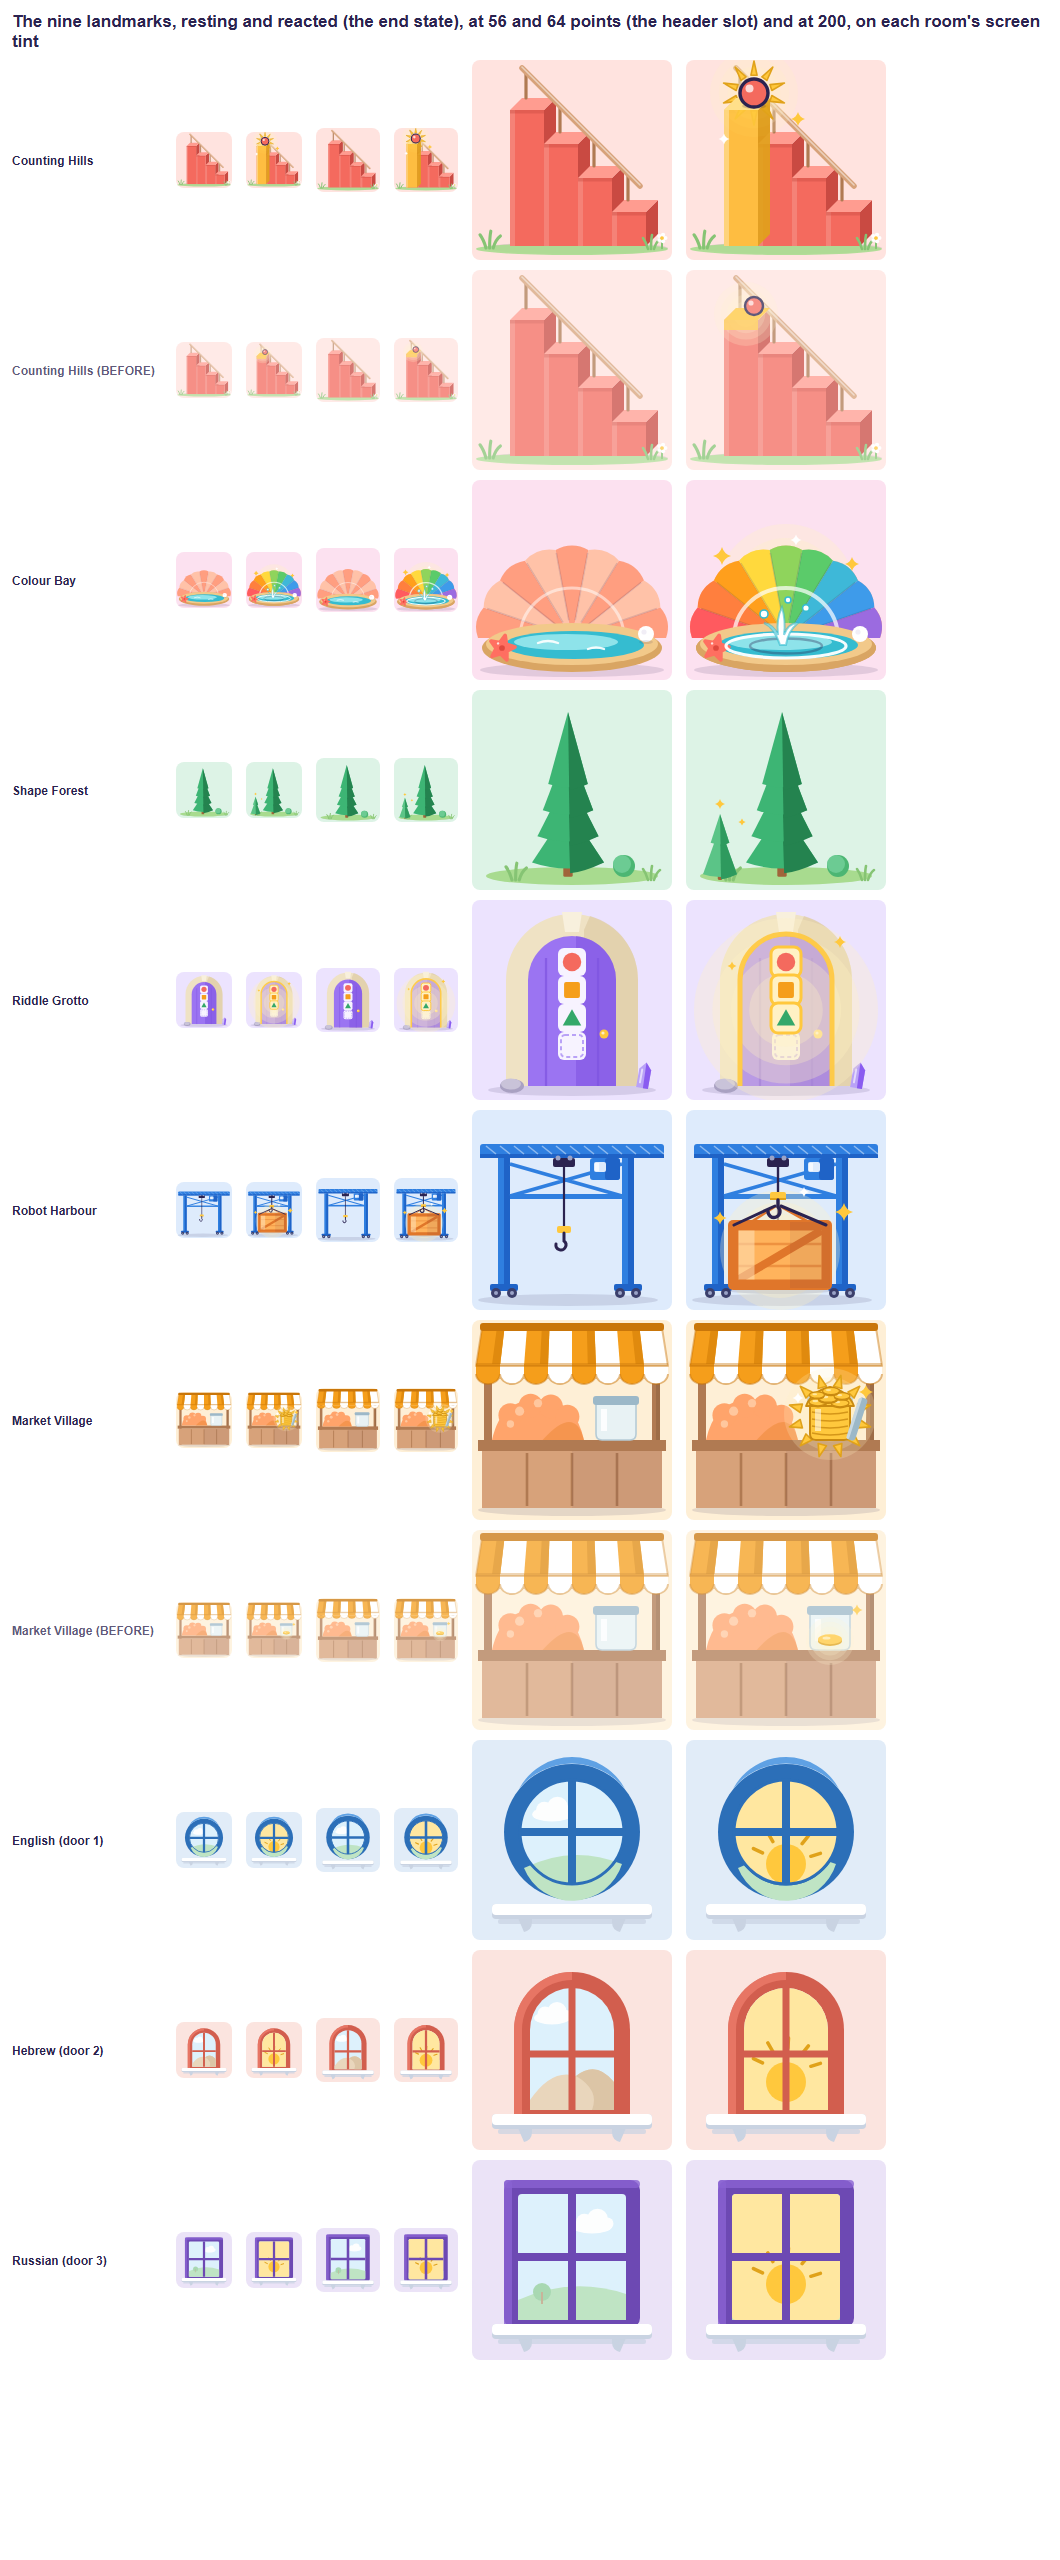 The nine landmarks, resting and reacted (the end state), at 56 and 64 points (the header slot) and at 200, on each room's screen
tint
Counting Hills
Counting Hills (BEFORE)
Colour Bay
Shape Forest
Riddle Grotto
Robot Harbour
Market Village
Market Village (BEFORE)
English (door 1)
Hebrew (door 2)
Russian (door 3)